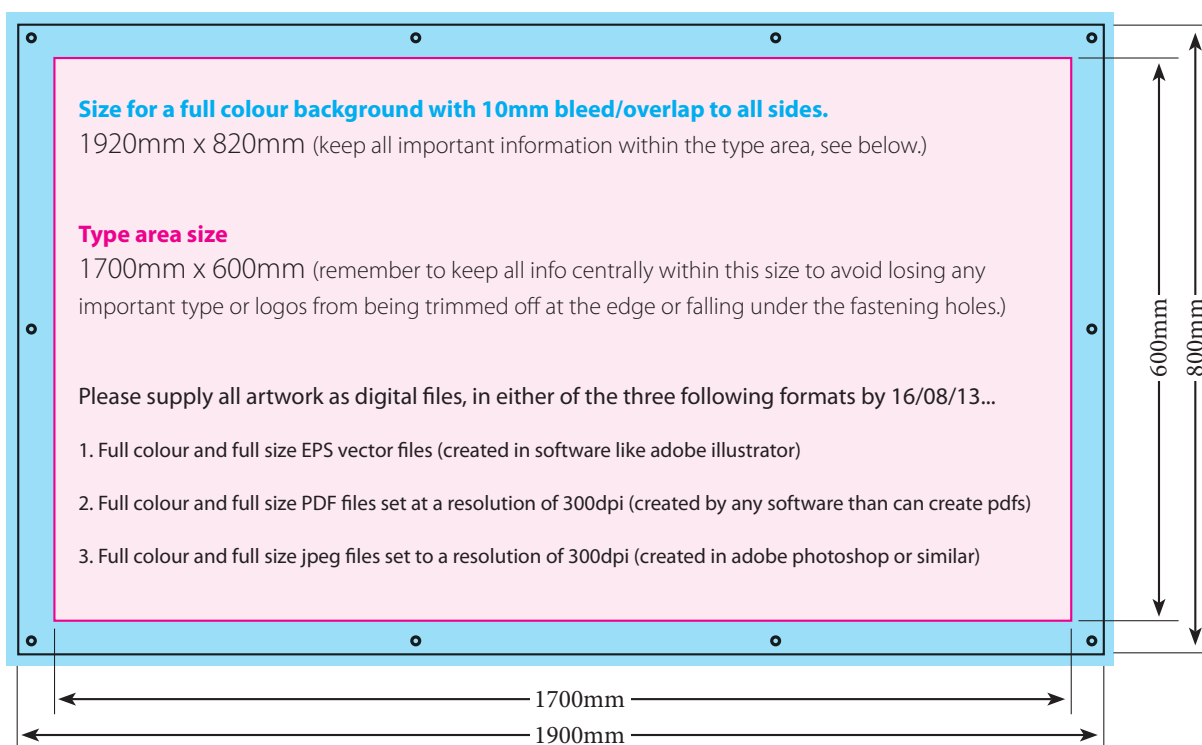 Size for a full colour background with 10mm bleed/overlap to all sides.
1920mm x 820mm (keep all important information within the type area, see below.)
Type area size
1700mm x 600mm (remember to keep all info centrally within this size to avoid losing any
important type or logos from being trimmed off at the edge or falling under the fastening holes.)
Please supply all artwork as digital files, in either of the three following formats by 16/08/13...
1. Full colour and full size EPS vector files (created in software like adobe illustrator)
2. Full colour and full size PDF files set at a resolution of 300dpi (created by any software than can create pdfs)
3. Full colour and full size jpeg files set to a resolution of 300dpi (created in adobe photoshop or similar)
600mm
800mm
1700mm
1900mm